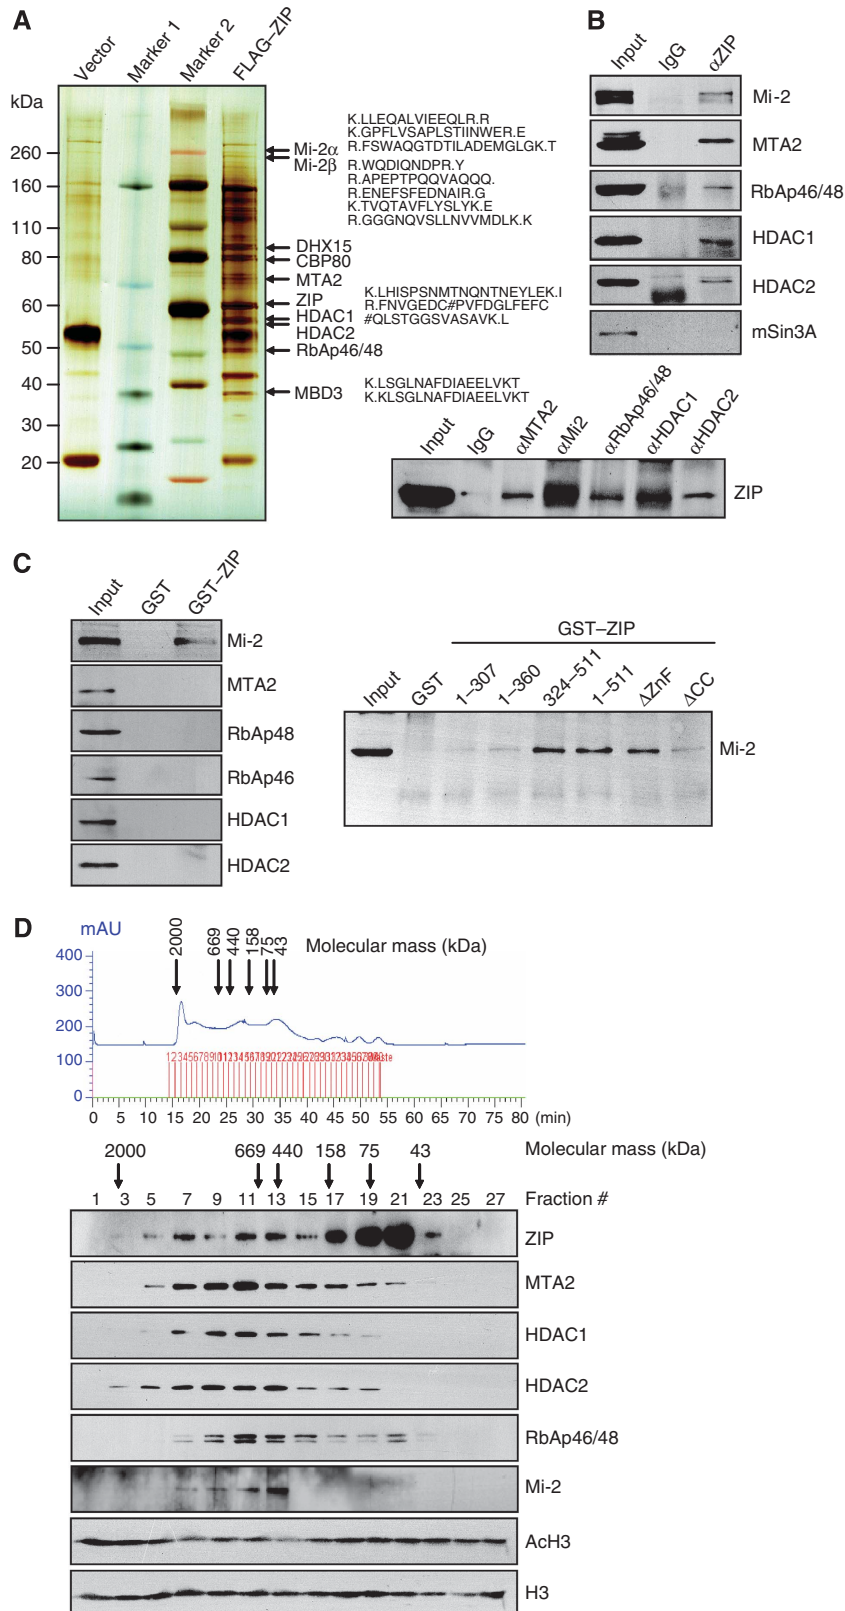 A
Vector
Marker 1
Marker 2
FLAG–ZIP
kDa
260
160
110
80
60
50
40
30
20
Mi-2α
Mi-2β
DHX15
CBP80
MTA2
ZIP
HDAC1
HDAC2
RbAp46/48
MBD3
K.LLEQALVIEEQLR.R
K.GPFLVSAPLSTIINWER.E
R.FSWAQGTDTILADEMGLGK.T
R.WQDIQNDPR.Y
R.APEPTPQQVAQQQ.
R.ENEFSFEDNAIR.G
K.TVQTAVFLYSLYK.E
R.GGGNQVSLLNVVMDLK.K
K.LHISPSNMTNQNTNEYLEK.I
R.FNVGEDC#PVFDGLFEFC
#QLSTGGSVASAVK.L
K.LSGLNAFDIAEELVKT
K.KLSGLNAFDIAEELVKT
B
Input
IgG
αZIP
Mi-2
MTA2
RbAp46/48
HDAC1
HDAC2
mSin3A
Input
IgG
αMTA2
αMi2
αRbAp46/48
αHDAC1
αHDAC2
ZIP
C
Input
GST
GST–ZIP
Mi-2
MTA2
RbAp48
RbAp46
HDAC1
HDAC2
GST–ZIP
Input
GST
1–307
1–360
324–511
1–511
ΔZnF
ΔCC
Mi-2
D
mAU
2000
669
440
158
75
43
Molecular mass (kDa)
400
300
200
100
0
0 5 10 15 20 25 30 35 40 45 50 55 60 65 70 75 80 (min)
2000 669 440 158 75 43 Molecular mass (kDa)
1 3 5 7 9 11 13 15 17 19 21 23 25 27 Fraction #
ZIP
MTA2
HDAC1
HDAC2
RbAp46/48
Mi-2
AcH3
H3